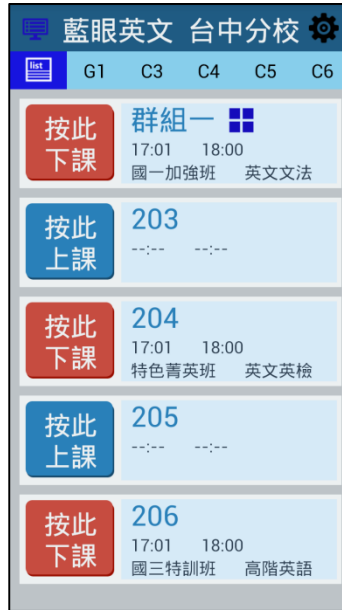 藍眼英文 台中分校
list G1 C3 C4 C5 C6
按此
下課
群組一
17:01 18:00
國一加強班 英文文法
按此
上課
203
--:-- --:--
按此
下課
204
17:01 18:00
特色菁英班 英文英檢
按此
上課
205
--:-- --:--
按此
下課
206
17:01 18:00
國三特訓班 高階英語